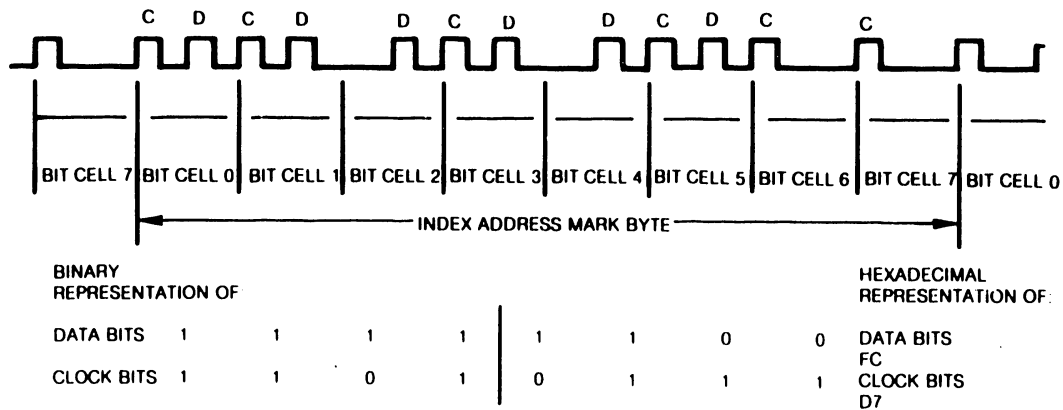 C D C D D C D D C D C C
BIT CELL 7 BIT CELL 0 BIT CELL 1 BIT CELL 2 BIT CELL 3 BIT CELL 4 BIT CELL 5 BIT CELL 6 BIT CELL 7 BIT CELL 0
INDEX ADDRESS MARK BYTE
BINARY
REPRESENTATION OF
HEXADECIMAL
REPRESENTATION OF:
DATA BITS 1 1 1 1 1 1 0 0 DATA BITS
FC
CLOCK BITS 1 1 0 1 0 1 1 1 CLOCK BITS
D7